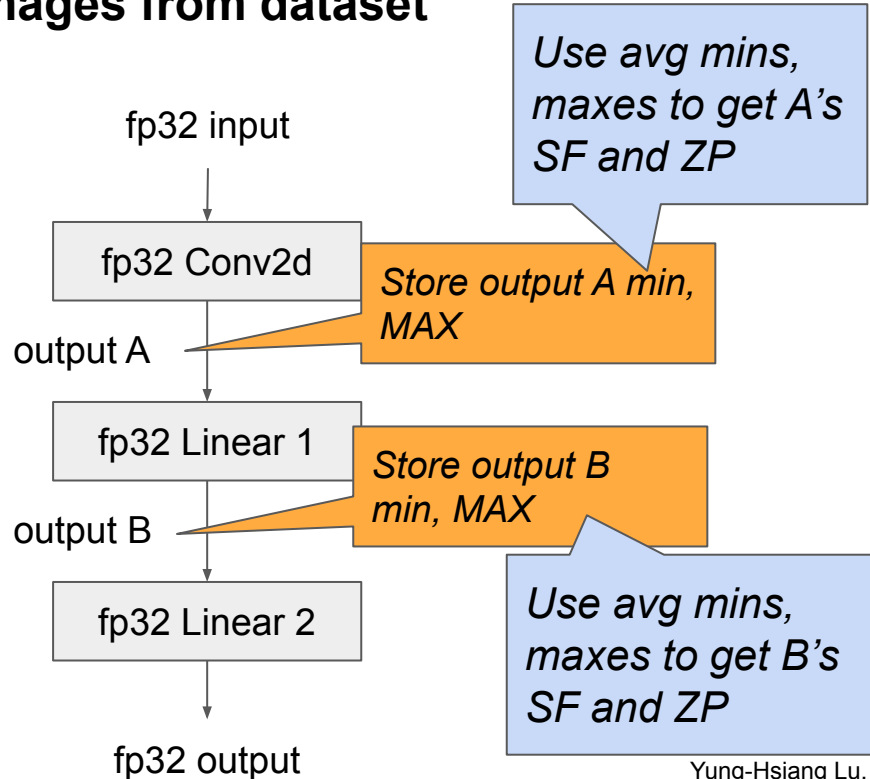 mages from dataset
Use avg mins,
maxes to get A's
SF and ZP
fp32 input
fp32 Conv2d
Store output A min,
MAX
output A
fp32 Linear 1
Store output B
min, MAX
output B
fp32 Linear 2
Use avg mins,
maxes to get B's
SF and ZP
fp32 output
Yung-Hsiang Lu,